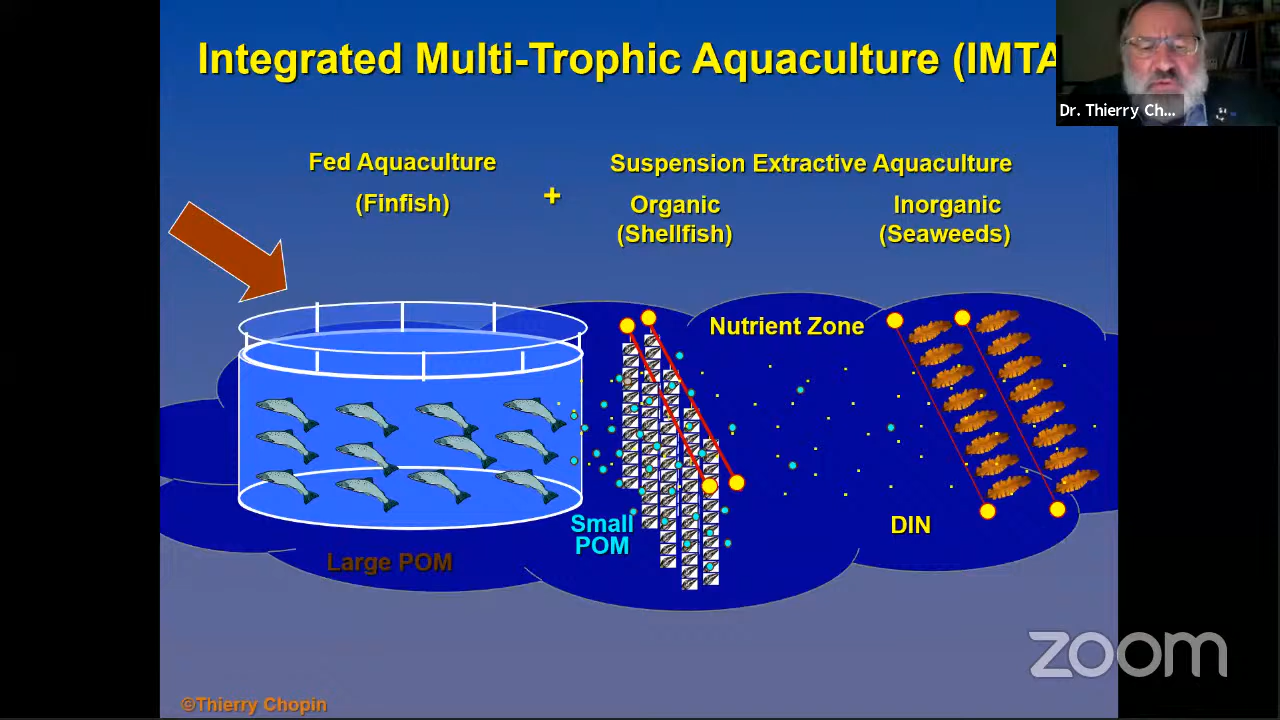 Integrated Multi-Trophic Aquaculture (IMTA
Dr. Thierry Ch...
Fed Aquaculture
(Finfish)
+
Suspension Extractive Aquaculture
Organic
(Shellfish)
Inorganic
(Seaweeds)
Nutrient Zone
Small
POM
DIN
Large POM
zoom
©Thierry Chopin